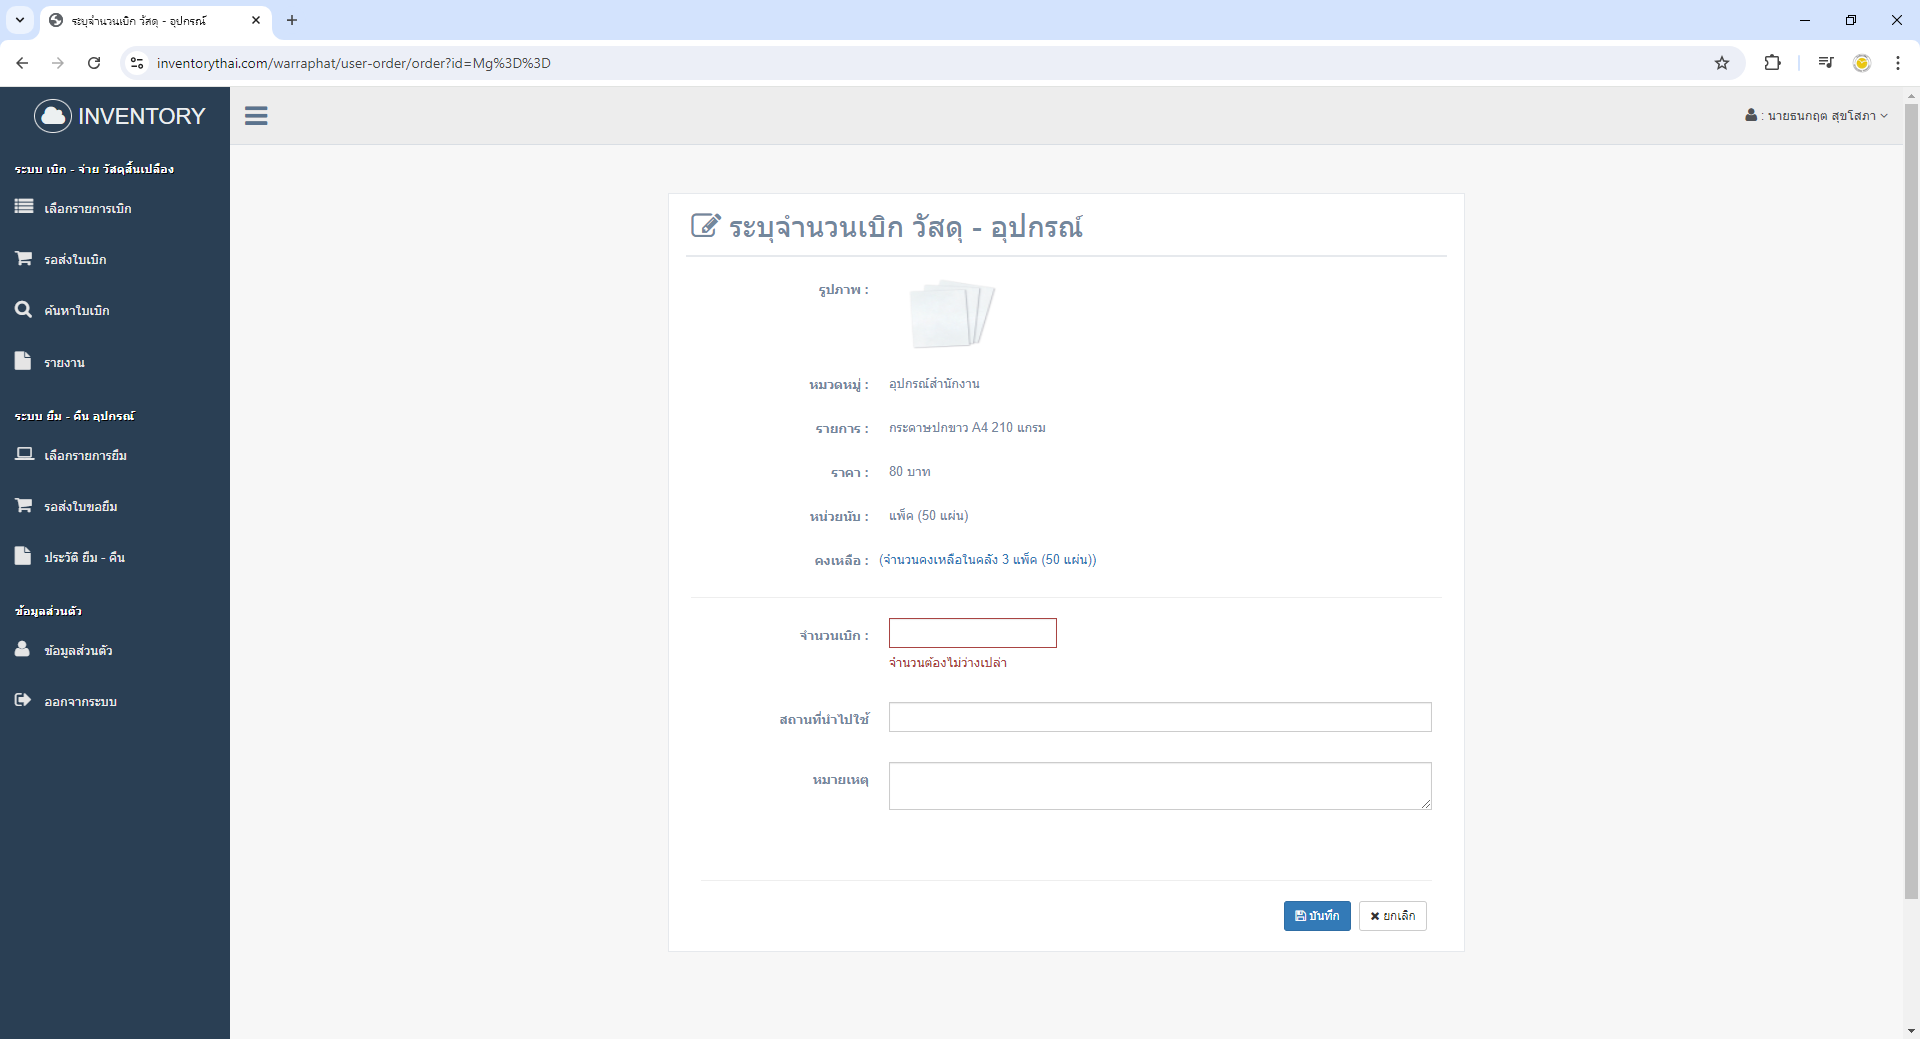 ระบุจำนวนเบิก วัสดุ - อุปกรณ์
inventorythai.com/warraphat/user-order/order?id=Mg%3D%3D
INVENTORY
: นายธนกฤต สุขโสภา
ระบบ เบิก - จ่าย วัสดุสิ้นเปลือง
เลือกรายการเบิก
รอส่งใบเบิก
ค้นหาใบเบิก
รายงาน
ระบบ ยืม - คืน อุปกรณ์
เลือกรายการยืม
รอส่งใบขอยืม
ประวัติ ยืม - คืน
ข้อมูลส่วนตัว
ข้อมูลส่วนตัว
ออกจากระบบ
ระบุจำนวนเบิก วัสดุ - อุปกรณ์
รูปภาพ :
หมวดหมู่ : อุปกรณ์สำนักงาน
รายการ : กระดาษปกขาว A4 210 แกรม
ราคา : 80 บาท
หน่วยนับ : แพ็ค (50 แผ่น)
คงเหลือ : (จำนวนคงเหลือในคลัง 3 แพ็ค (50 แผ่น))
จำนวนเบิก :
จำนวนต้องไม่ว่างเปล่า
สถานที่นำไปใช้
หมายเหตุ
บันทึก ยกเลิก